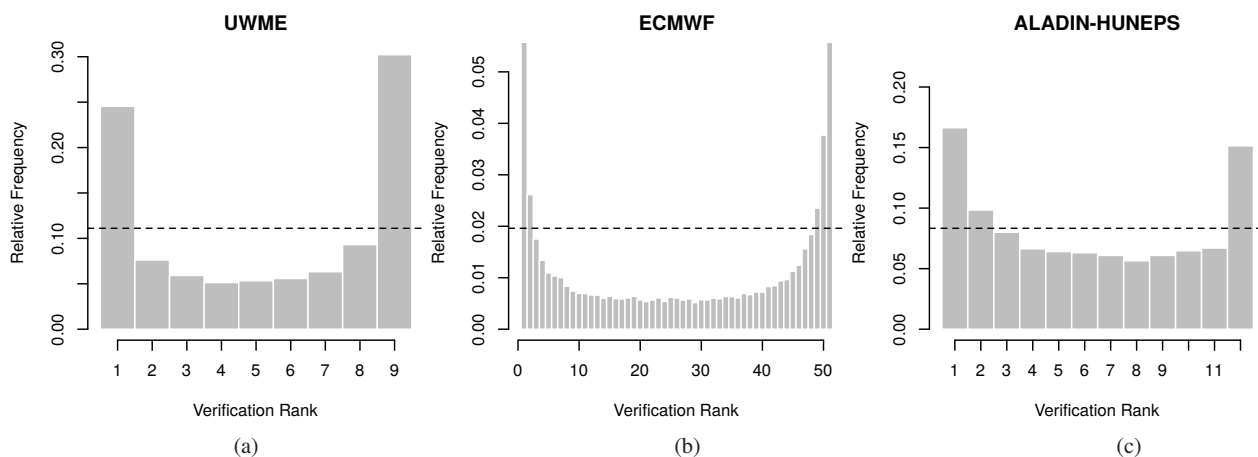 UWME
Relative Frequency
0.00 0.10 0.20 0.30
1 2 3 4 5 6 7 8 9
Verification Rank
(a)
ECMWF
Relative Frequency
0.00 0.01 0.02 0.03 0.04 0.05
0 10 20 30 40 50
Verification Rank
(b)
ALADIN-HUNEPS
Relative Frequency
0.00 0.05 0.10 0.15 0.20
1 2 3 4 5 6 7 8 9 11
Verification Rank
(c)